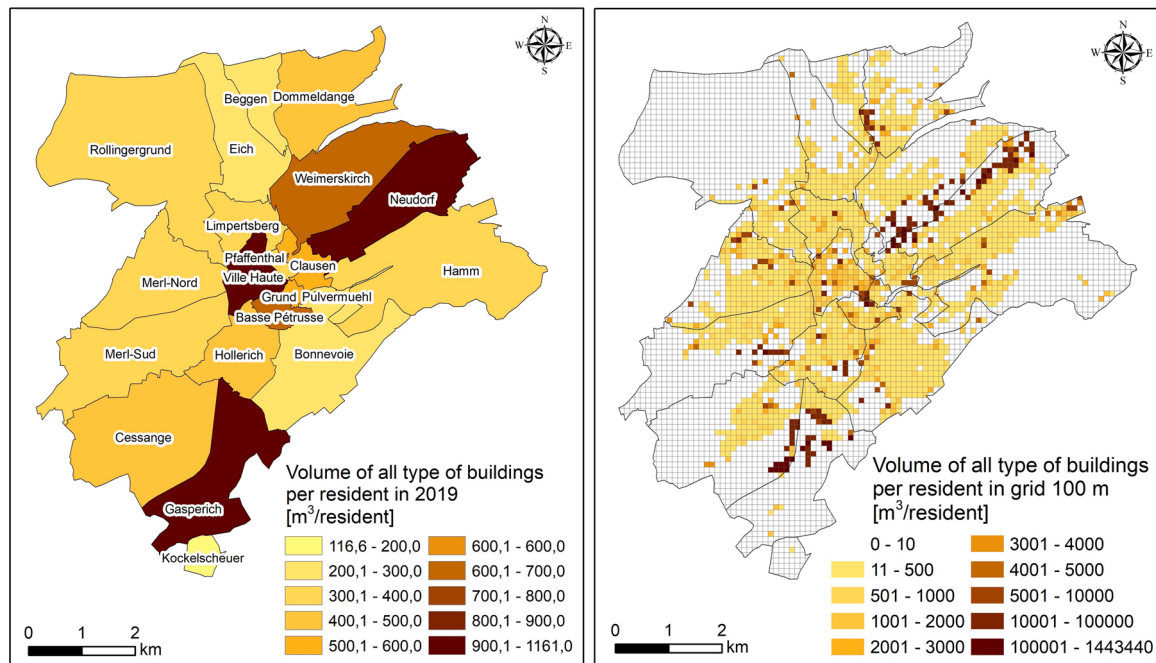 N
W
E
S
Beggen
Dommeldange
Rollingergrund
Eich
Weimerskirch
Neudorf
Limpertsberg
Pfaffenthal
Clausen
Ville Haute
Hamm
Merl-Nord
Grund
Pulvermuehl
Basse Pétrusse
Merl-Sud
Hollerich
Bonnevoie
Cessange
Gasperich
Kockelscheuer
Volume of all type of buildings
per resident in 2019
[m³/resident]
116,6 - 200,0
200,1 - 300,0
300,1 - 400,0
400,1 - 500,0
500,1 - 600,0
600,1 - 600,0
600,1 - 700,0
700,1 - 800,0
800,1 - 900,0
900,1 - 1161,0
0 1 2
km
N
W
E
S
Volume of all type of buildings
per resident in grid 100 m
[m³/resident]
0 - 10
11 - 500
501 - 1000
1001 - 2000
2001 - 3000
3001 - 4000
4001 - 5000
5001 - 10000
10001 - 100000
100001 - 1443440
0 1 2
km